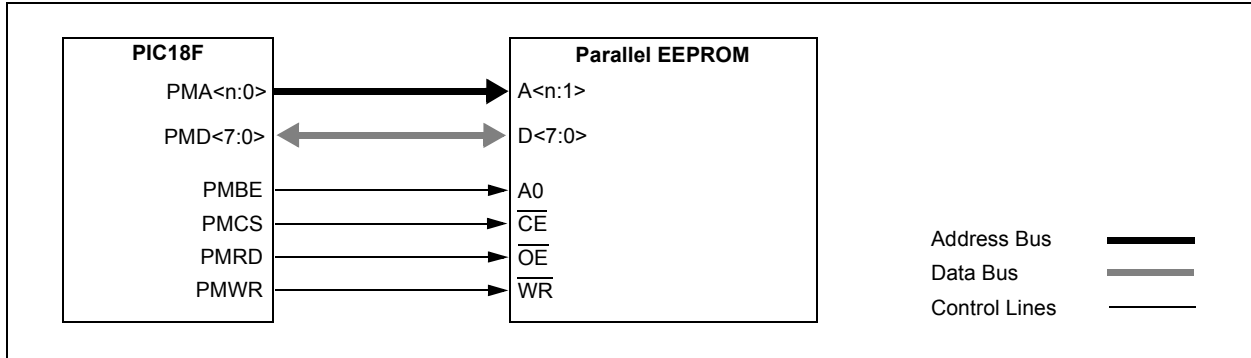 PIC18F
Parallel EEPROM
PMA<n:0>
A<n:1>
PMD<7:0>
D<7:0>
PMBE
A0
PMCS
CE
PMRD
OE
PMWR
WR
Address Bus
Data Bus
Control Lines